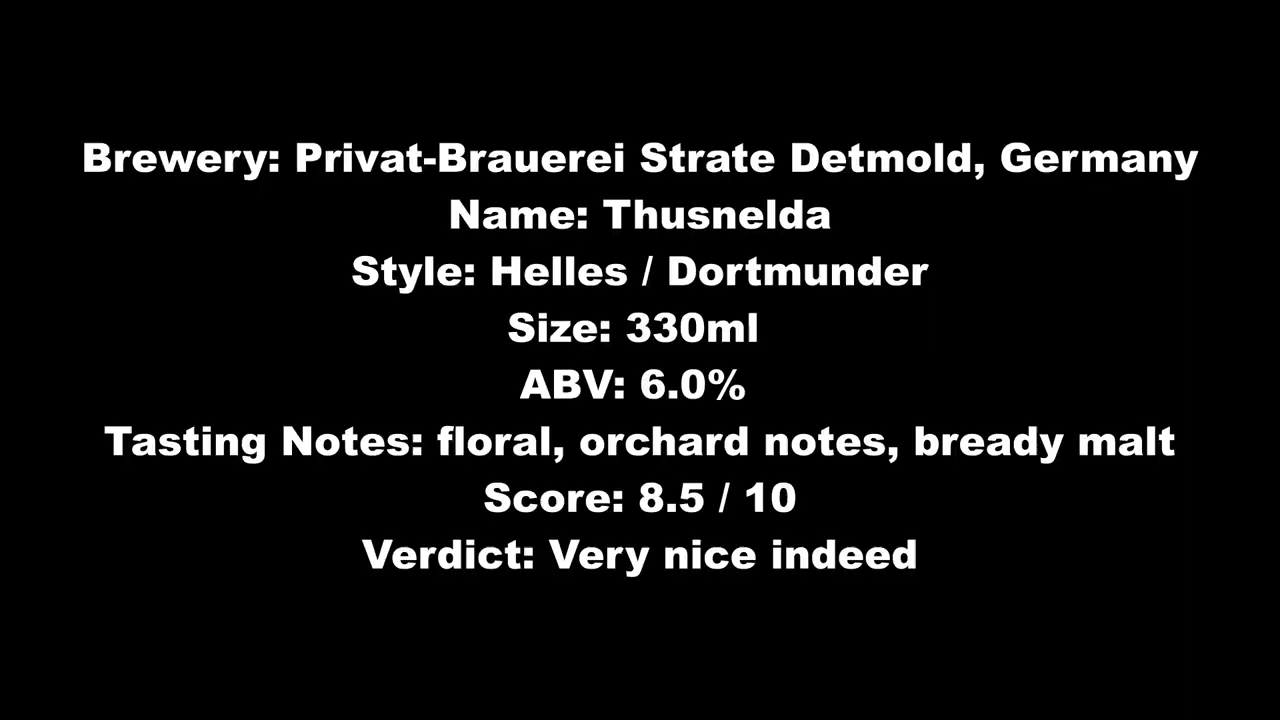 Brewery: Privat-Brauerei Strate Detmold, Germany
Name: Thusnelda
Style: Helles / Dortmunder
Size: 330ml
ABV: 6.0%
Tasting Notes: floral, orchard notes, bready malt
Score: 8.5 / 10
Verdict: Very nice indeed